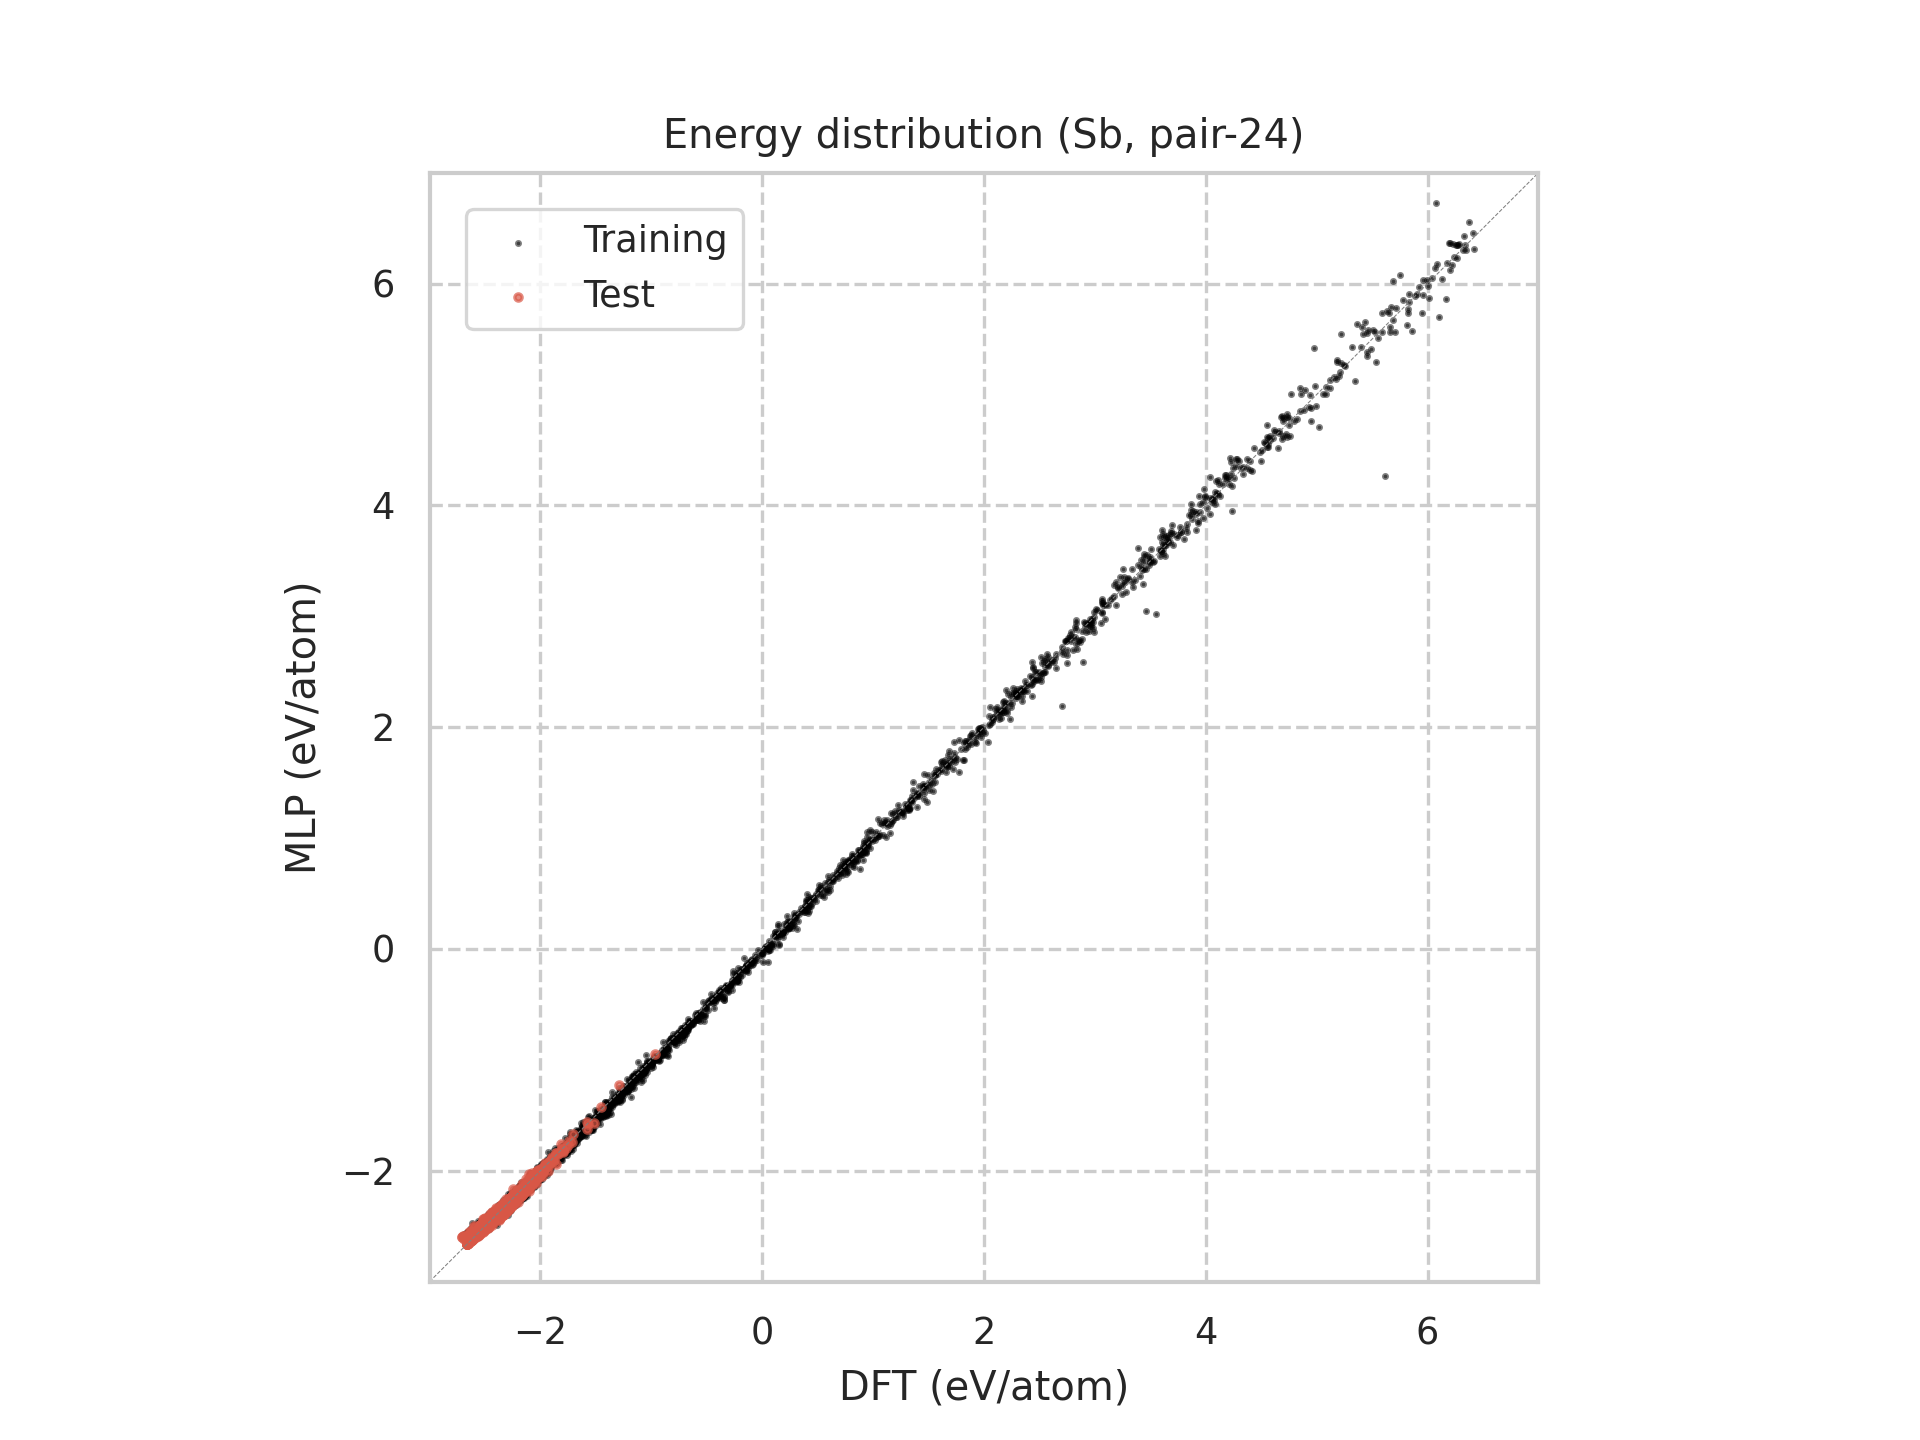 Energy distribution (Sb, pair-24)
Training
Test
6
4
2
0
−2
MLP (eV/atom)
−2 0 2 4 6
DFT (eV/atom)